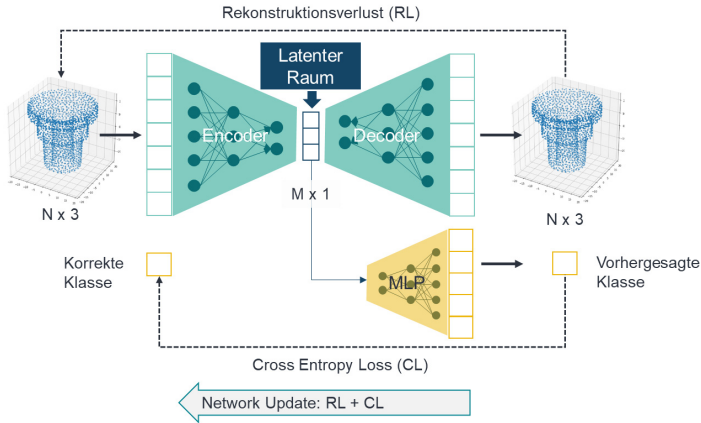 Rekonstruktionsverlust (RL)
Latenter
Raum
Encoder
Decoder
N x 3
M x 1
N x 3
Korrekte
Klasse
MLP
Vorhergesagte
Klasse
Cross Entropy Loss (CL)
Network Update: RL + CL